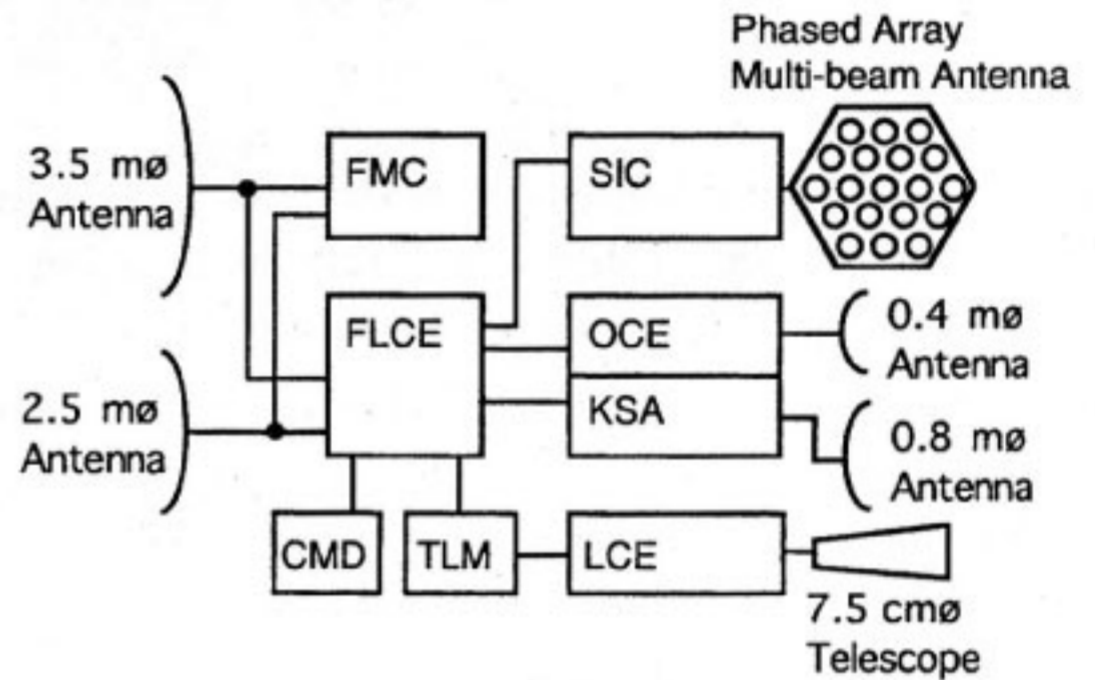 Phased Array
Multi-beam Antenna
3.5 mø
Antenna
FMC
SIC
FLCE
OCE
0.4 mø
Antenna
2.5 mø
Antenna
KSA
0.8 mø
Antenna
CMD
TLM
LCE
7.5 cmø
Telescope